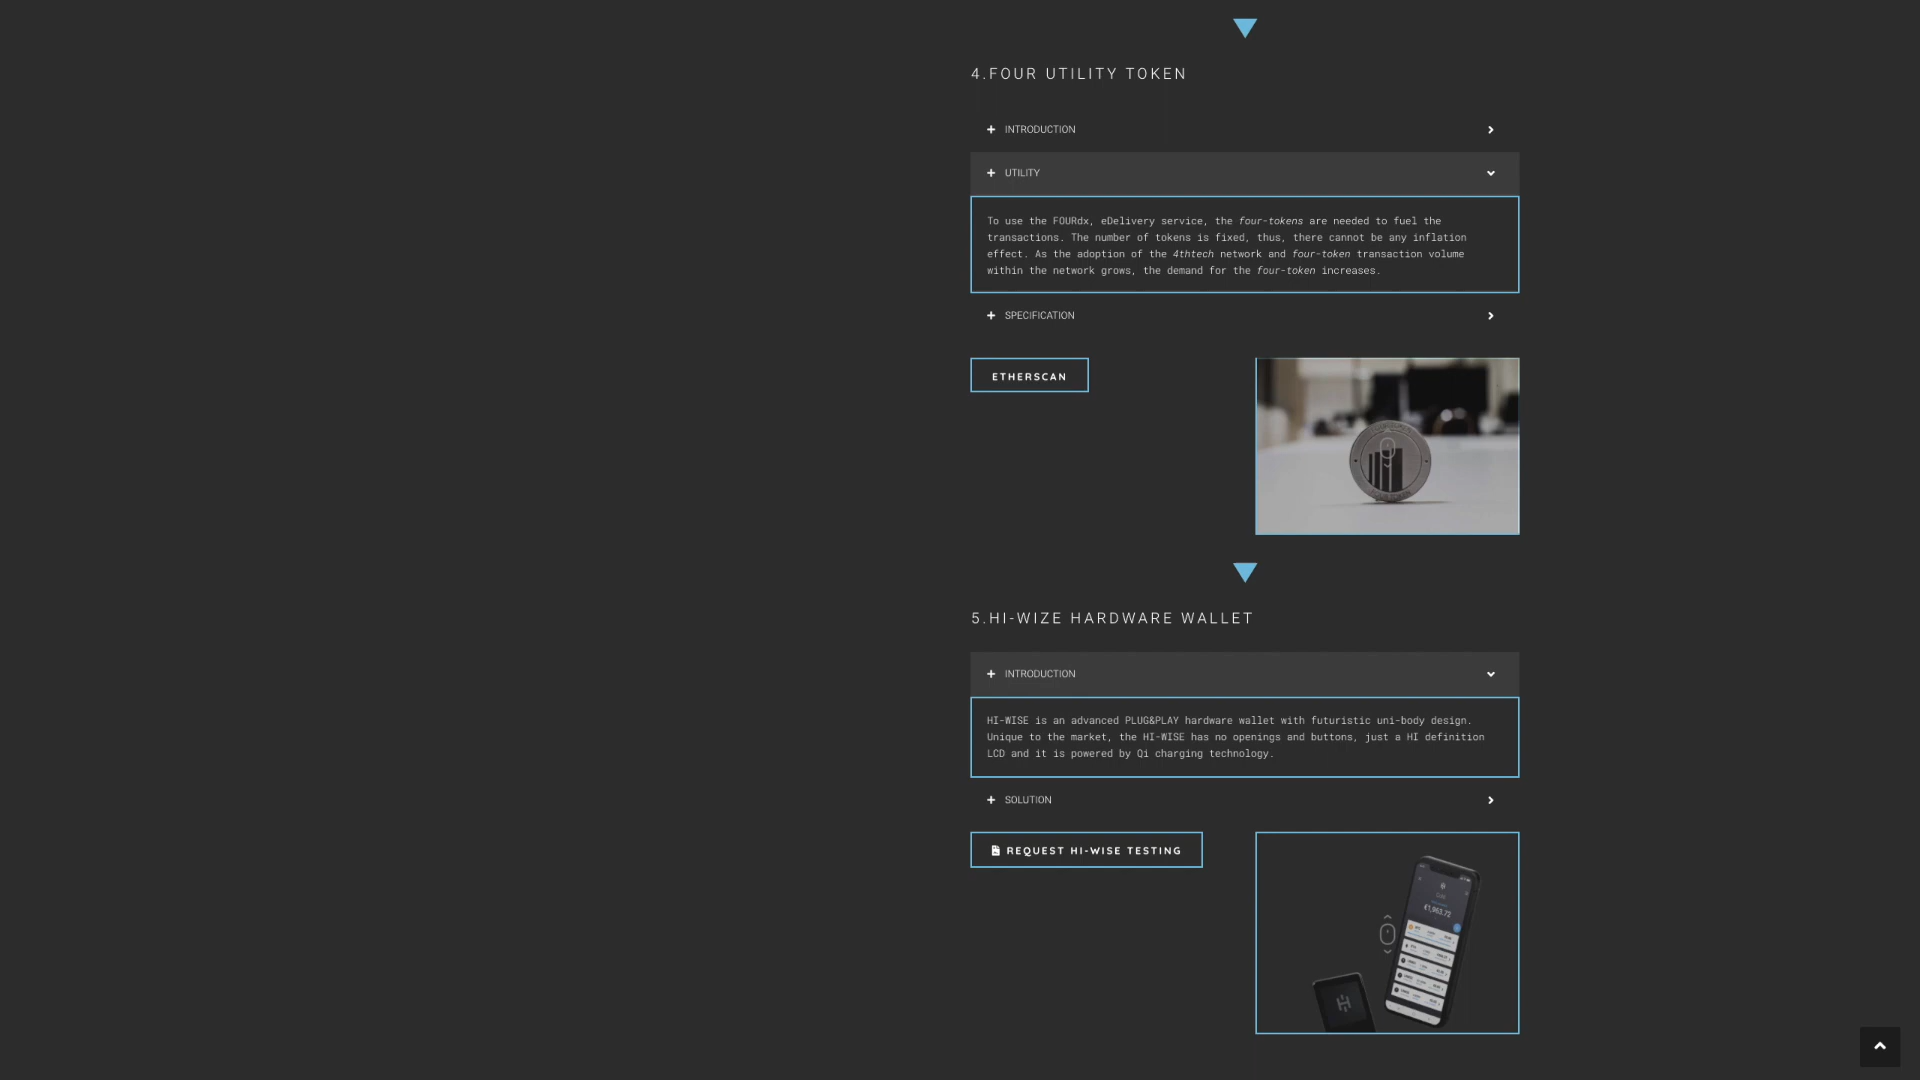 4.FOUR UTILITY TOKEN
INTRODUCTION
UTILITY
To use the FOURdx, eDelivery service, the four-tokens are needed to fuel the
transactions. The number of tokens is fixed, thus, there cannot be any inflation
effect. As the adoption of the 4thtech network and four-token transaction volume
within the network grows, the demand for the four-token increases.
SPECIFICATION
ETHERSCAN
5.HI-WIZE HARDWARE WALLET
INTRODUCTION
HI-WISE is an advanced PLUG&PLAY hardware wallet with futuristic uni-body design.
Unique to the market, the HI-WISE has no openings and buttons, just a HI definition
LCD and it is powered by Qi charging technology.
SOLUTION
REQUEST HI-WISE TESTING
€1,963.72